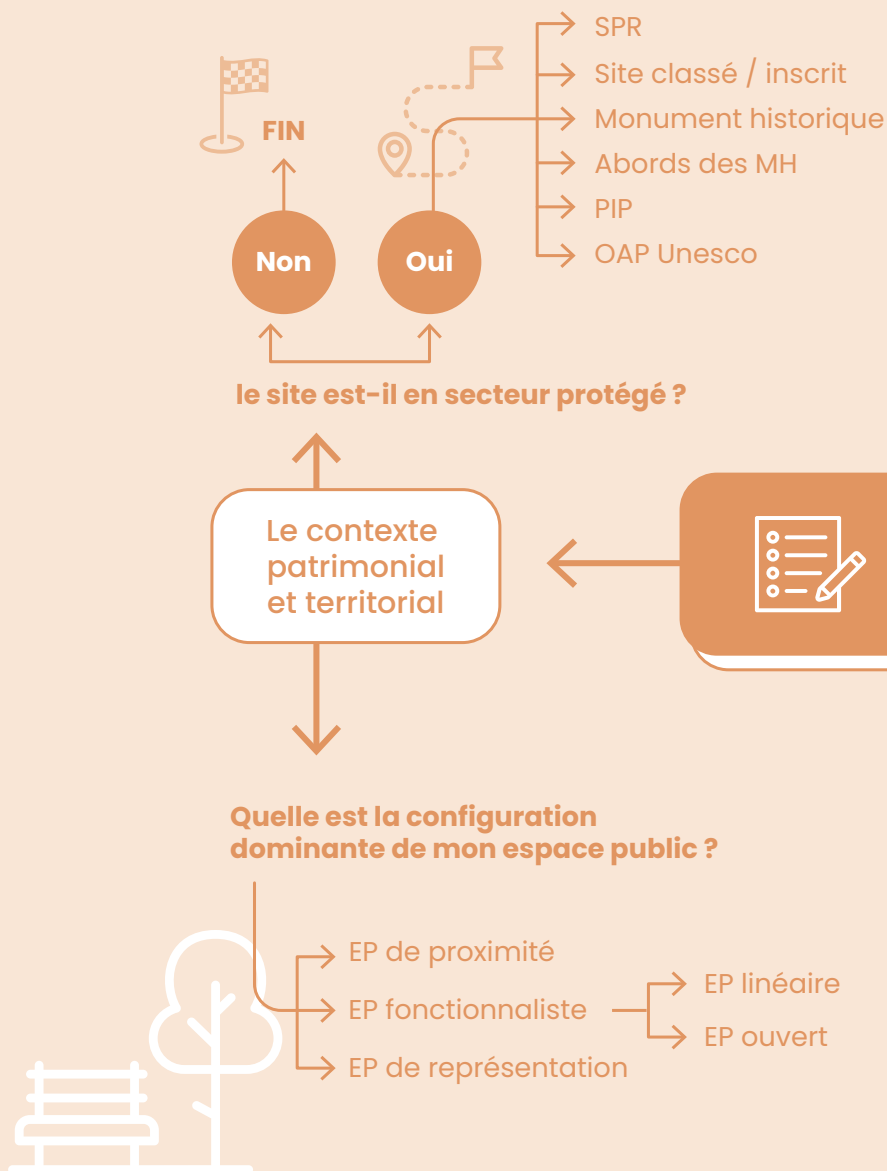 SPR
Site classé / inscrit
Monument historique
Abords des MH
PIP
OAP Unesco
FIN
Non
Oui
le site est-il en secteur protégé ?
Le contexte
patrimonial
et territorial
Quelle est la configuration
dominante de mon espace public ?
EP de proximité
EP fonctionnaliste
EP de représentation
EP linéaire
EP ouvert